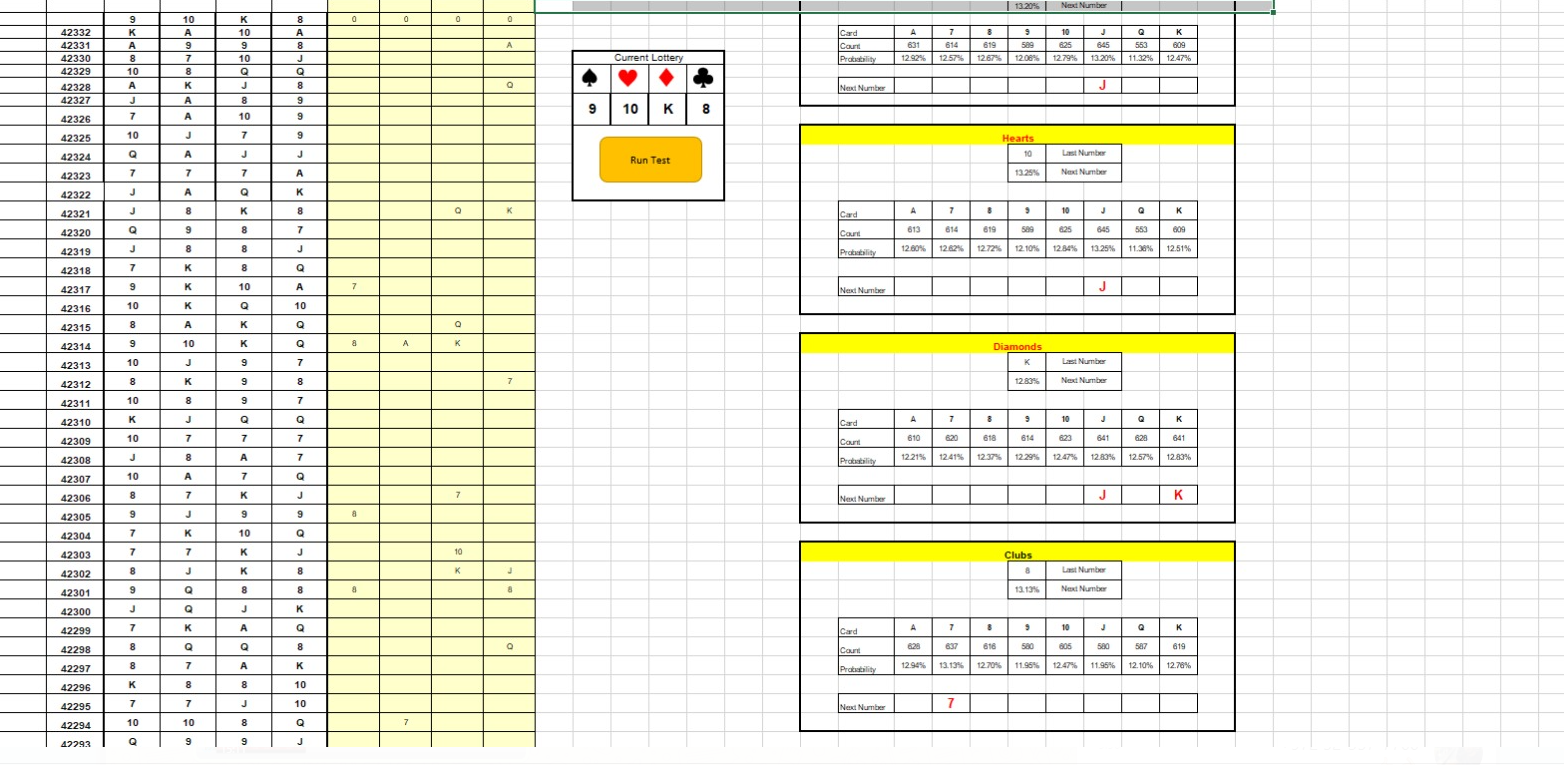 13.20% Next Number
9 10 K 8 0 0 0 0
42332 K A 10 A
42331 A 9 9 8 A
42330 8 7 10 J
42329 10 8 Q Q
42328 A K J 8 Q
42327 J A 8 9
42326 7 A 10 9
42325 10 J 7 9
42324 Q A J J
42323 7 7 7 A
42322 J A Q K
42321 J 8 K 8 Q K
42320 Q 9 8 7
42319 J 8 8 J
42318 7 K 8 Q
42317 9 K 10 A 7
42316 10 K Q 10
42315 8 A K Q Q
42314 9 10 K Q 8 A K
42313 10 J 9 7
42312 8 K 9 8 7
42311 10 8 9 7
42310 K J Q Q
42309 10 7 7 7
42308 J 8 A 7
42307 10 A 7 Q
42306 8 7 K J 7
42305 9 J 9 9 8
42304 7 K 10 Q
42303 7 7 K J 10
42302 8 J K 8 K J
42301 9 Q 8 8 8 8
42300 J Q J K
42299 7 K A Q
42298 8 Q Q 8 Q
42297 8 7 A K
42296 K 8 8 10
42295 7 7 J 10
42294 10 10 8 Q 7
42293 Q 9 9 J
Current Lottery
9 10 K 8
Run Test
Card A 7 8 9 10 J Q K
Count 631 614 619 589 625 645 553 609
Probability 12.92% 12.57% 12.67% 12.06% 12.79% 13.20% 11.32% 12.47%
Next Number J
Hearts
10 Last Number
13.25% Next Number
Card A 7 8 9 10 J Q K
Count 613 614 619 589 625 645 553 609
Probability 12.60% 12.62% 12.72% 12.10% 12.84% 13.25% 11.36% 12.51%
Next Number J
Diamonds
K Last Number
12.83% Next Number
Card A 7 8 9 10 J Q K
Count 610 620 618 614 623 641 628 641
Probability 12.21% 12.41% 12.37% 12.29% 12.47% 12.83% 12.57% 12.83%
Next Number J K
Clubs
8 Last Number
13.13% Next Number
Card A 7 8 9 10 J Q K
Count 628 637 616 580 605 580 587 619
Probability 12.94% 13.13% 12.70% 11.95% 12.47% 11.95% 12.10% 12.76%
Next Number 7